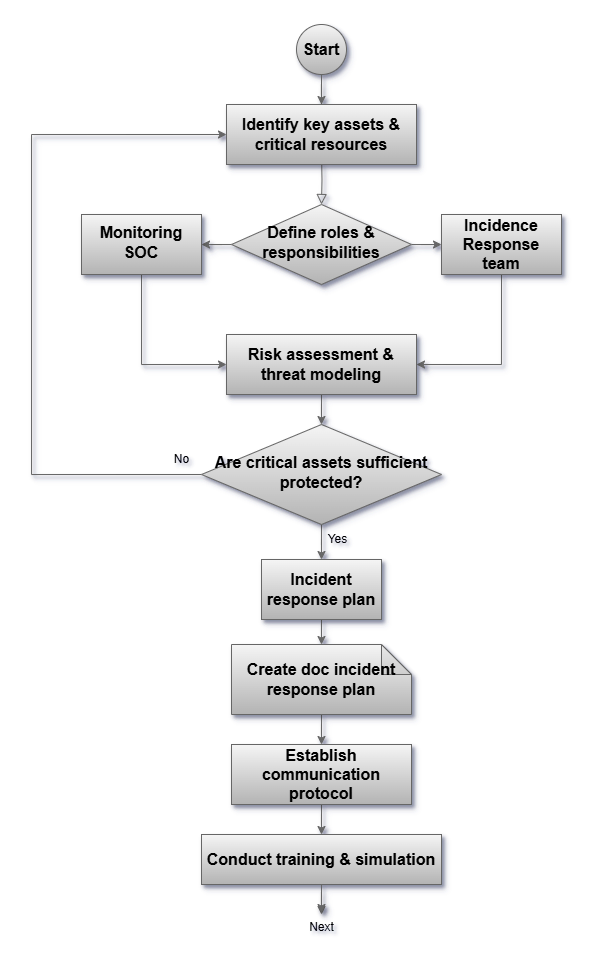 Start
Identify key assets &
critical resources
Define roles &
responsibilities
Monitoring
SOC
Incidence
Response
team
Risk assessment &
threat modeling
Are critical assets sufficient
protected?
No
Yes
Incident
response plan
Create doc incident
response plan
Establish
communication
protocol
Conduct training & simulation
Next